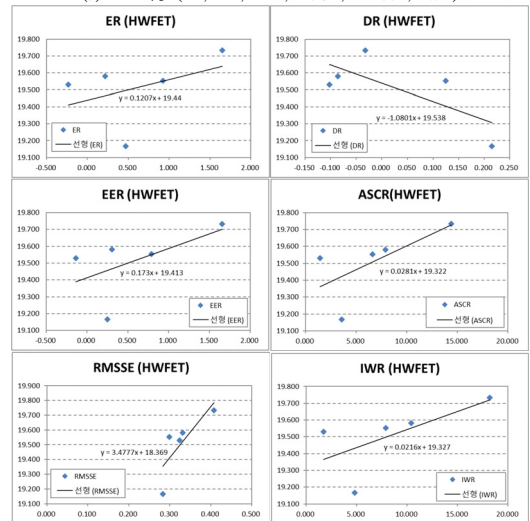 ER (HWFET)
19.800
19.700
19.600
19.500
19.400
19.300
19.200
19.100
y = 0.1207x + 19.44
ER
선형 (ER)
-0.500 0.000 0.500 1.000 1.500 2.000
DR (HWFET)
19.800
19.700
19.600
19.500
19.400
19.300
19.200
19.100
y = -1.0801x + 19.538
DR
선형 (DR)
-0.150 -0.100 -0.050 0.000 0.050 0.100 0.150 0.200 0.250
EER (HWFET)
19.800
19.700
19.600
19.500
19.400
19.300
19.200
19.100
y = 0.173x + 19.413
EER
선형 (EER)
-0.500 0.000 0.500 1.000 1.500 2.000
ASCR(HWFET)
19.800
19.700
19.600
19.500
19.400
19.300
19.200
19.100
y = 0.0281x + 19.322
ASCR
선형 (ASCR)
0.000 5.000 10.000 15.000 20.000
RMSSE (HWFET)
19.900
19.800
19.700
19.600
19.500
19.400
19.300
19.200
19.100
y = 3.4777x + 18.369
RMSSE
선형 (RMSSE)
0.000 0.100 0.200 0.300 0.400 0.500
IWR (HWFET)
19.800
19.700
19.600
19.500
19.400
19.300
19.200
19.100
y = 0.0216x + 19.327
IWR
선형 (IWR)
0.000 5.000 10.000 15.000 20.000